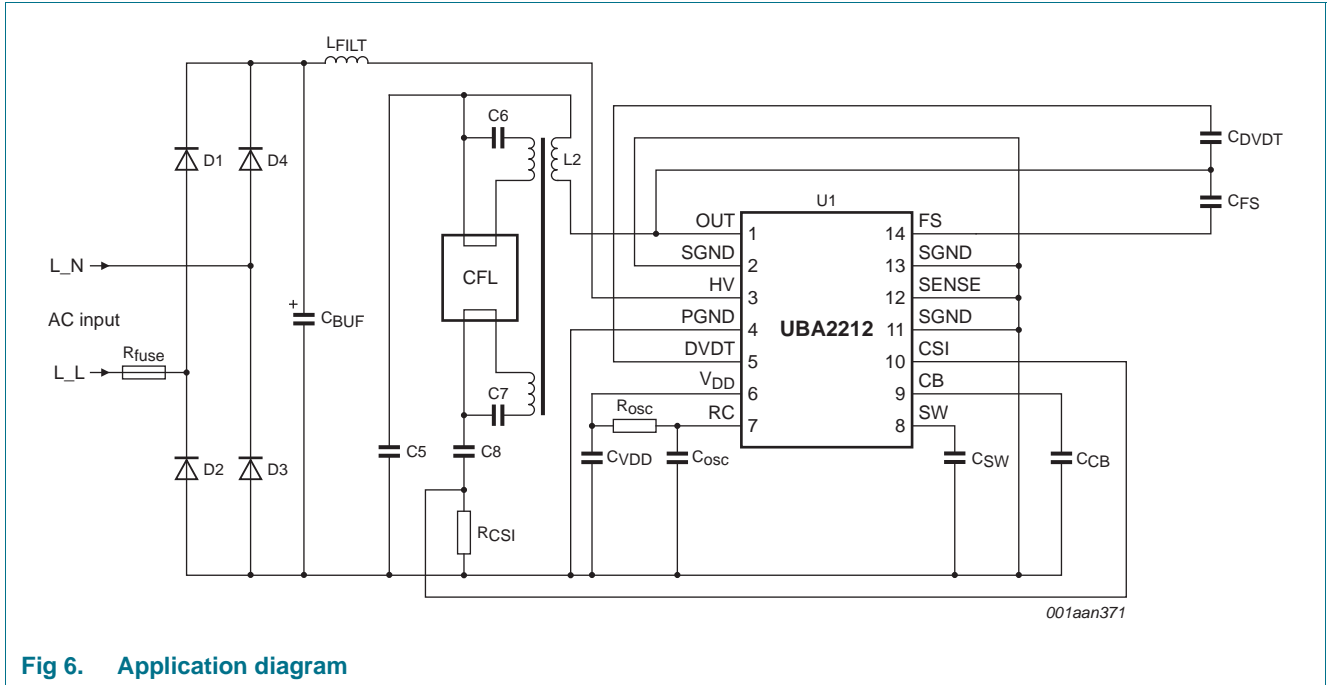 LFILT
C6
D1
D4
L2
CDVDT
CFS
U1
OUT
1
14
FS
SGND
2
13
SGND
HV
3
12
SENSE
PGND
4
11
SGND
DVDT
5
10
CSI
VDD
6
9
CB
RC
7
8
SW
UBA2212
L_N
CFL
AC input
+
CBUF
Rfuse
L_L
C7
Rosc
D2
D3
C5
C8
CVDD
Cosc
CSW
CCB
RCSI
001aan371
Fig 6. Application diagram